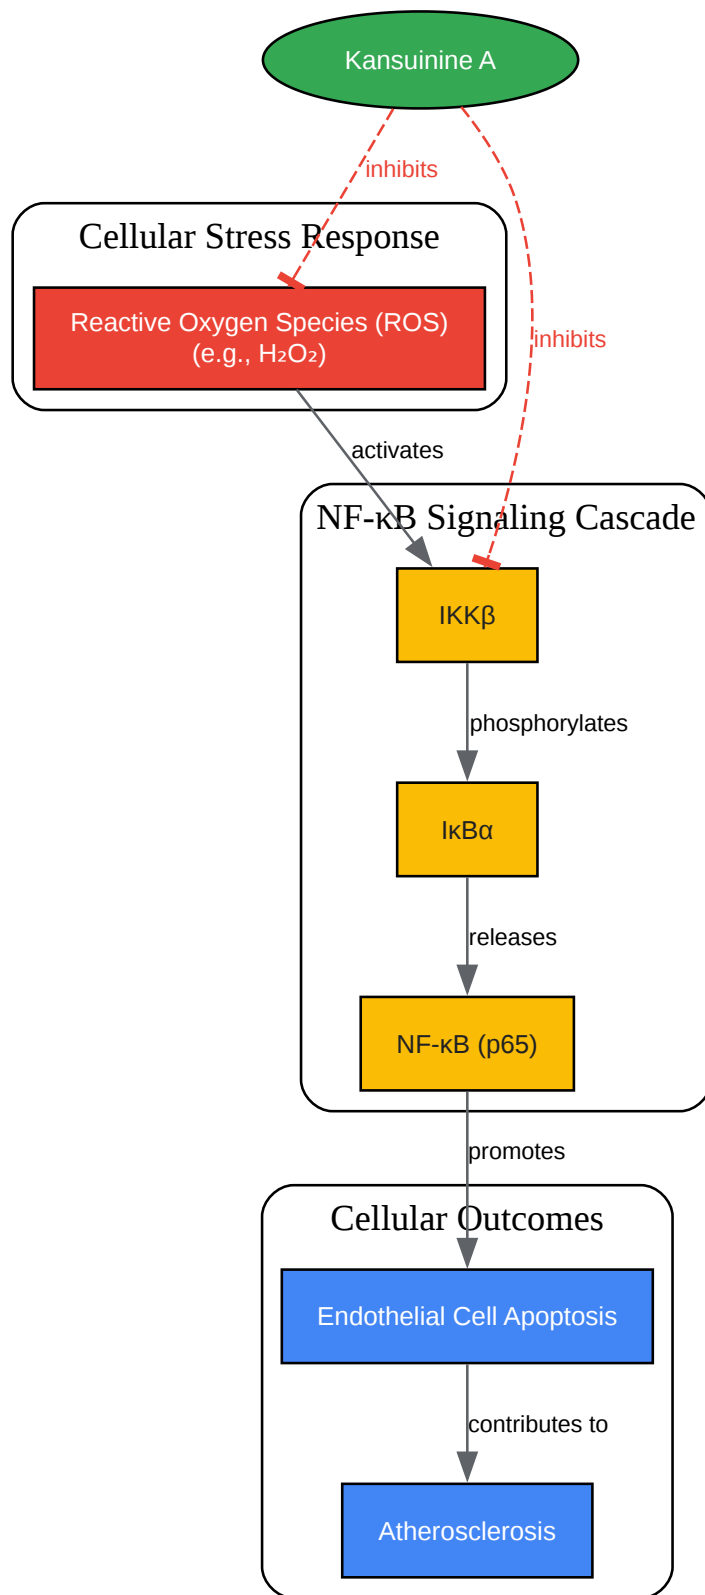 Kansuinine A
inhibits
Cellular Stress Response
Reactive Oxygen Species (ROS)
(e.g., H₂O₂)
inhibits
activates
NF-κB Signaling Cascade
IKKβ
phosphorylates
IκBα
releases
NF-κB (p65)
promotes
Cellular Outcomes
Endothelial Cell Apoptosis
contributes to
Atherosclerosis